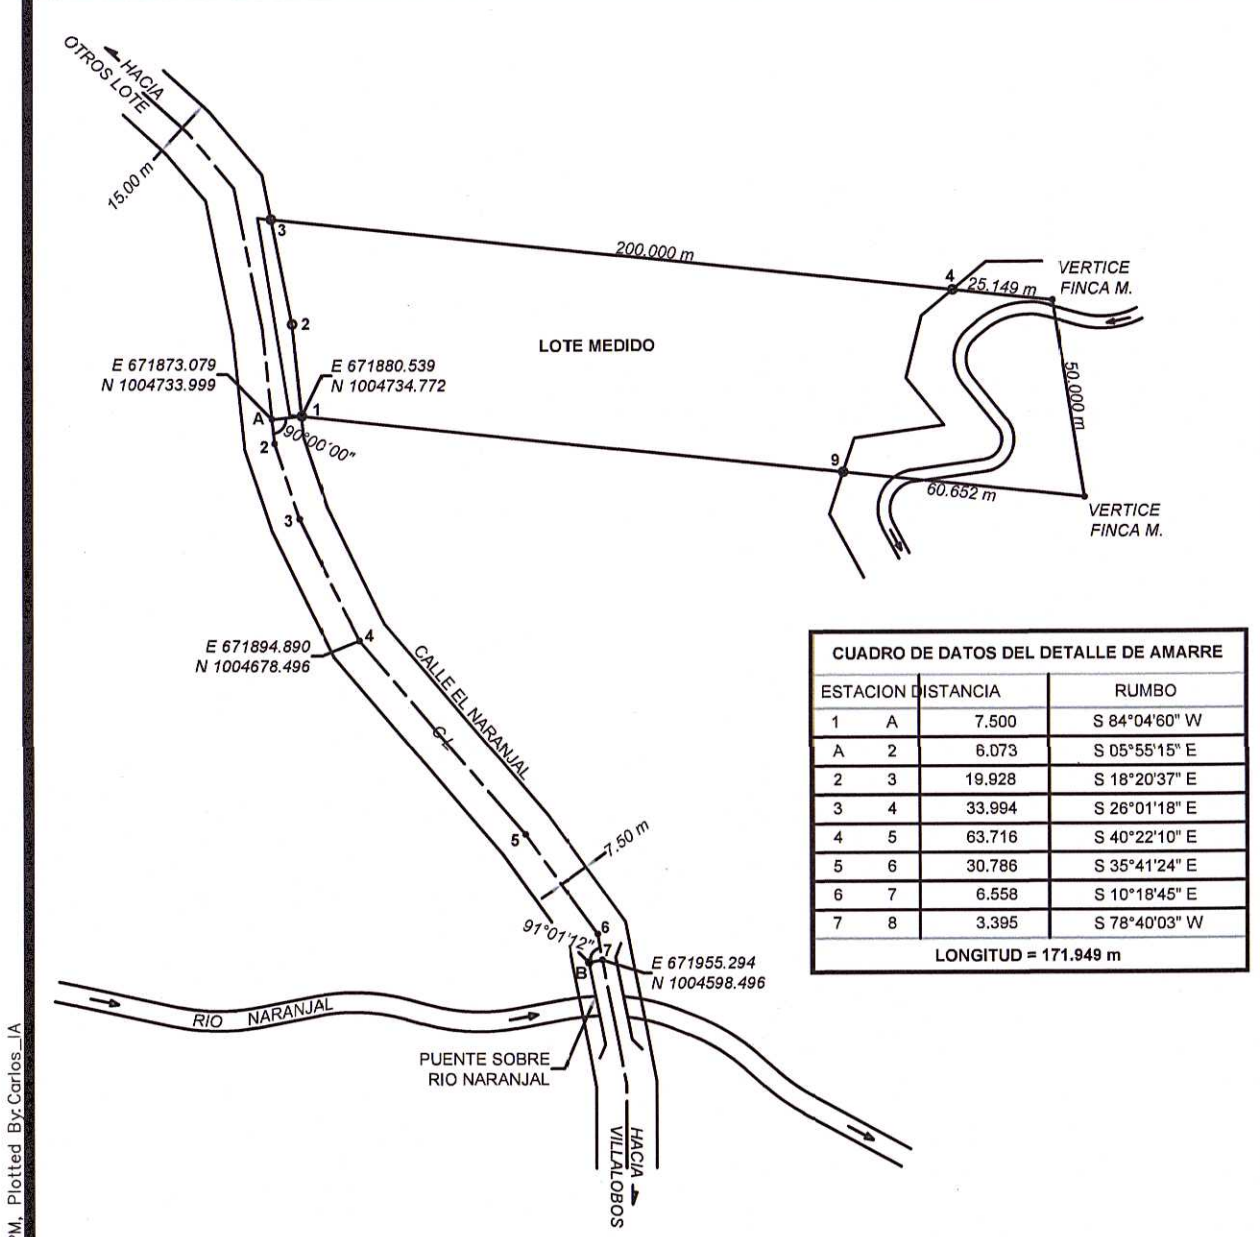 HACIA
OTROS LOTE
15.00 m
3
200.000 m
4
25.149 m
VERTICE
FINCA M.
2
LOTE MEDIDO
E 671873.079
N 1004733.999
E 671880.539
N 1004734.772
50.000 m
A
1
90°00'00"
2
9
60.652 m
VERTICE
FINCA M.
3
4
E 671894.890
N 1004678.496
CALLE EL NARANJAL
C L
5
7.50 m
6
91°01'12"
7
B
E 671955.294
N 1004598.496
RIO NARANJAL
PUENTE SOBRE
RIO NARANJAL
HACIA
VILLALOBOS
CUADRO DE DATOS DEL DETALLE DE AMARRE
ESTACION DISTANCIA RUMBO
1 A 7.500 S 84°04'60" W
A 2 6.073 S 05°55'15" E
2 3 19.928 S 18°20'37" E
3 4 33.994 S 26°01'18" E
4 5 63.716 S 40°22'10" E
5 6 30.786 S 35°41'24" E
6 7 6.558 S 10°18'45" E
7 8 3.395 S 78°40'03" W
LONGITUD = 171.949 m
PM, Plotted By: Carlos_IA